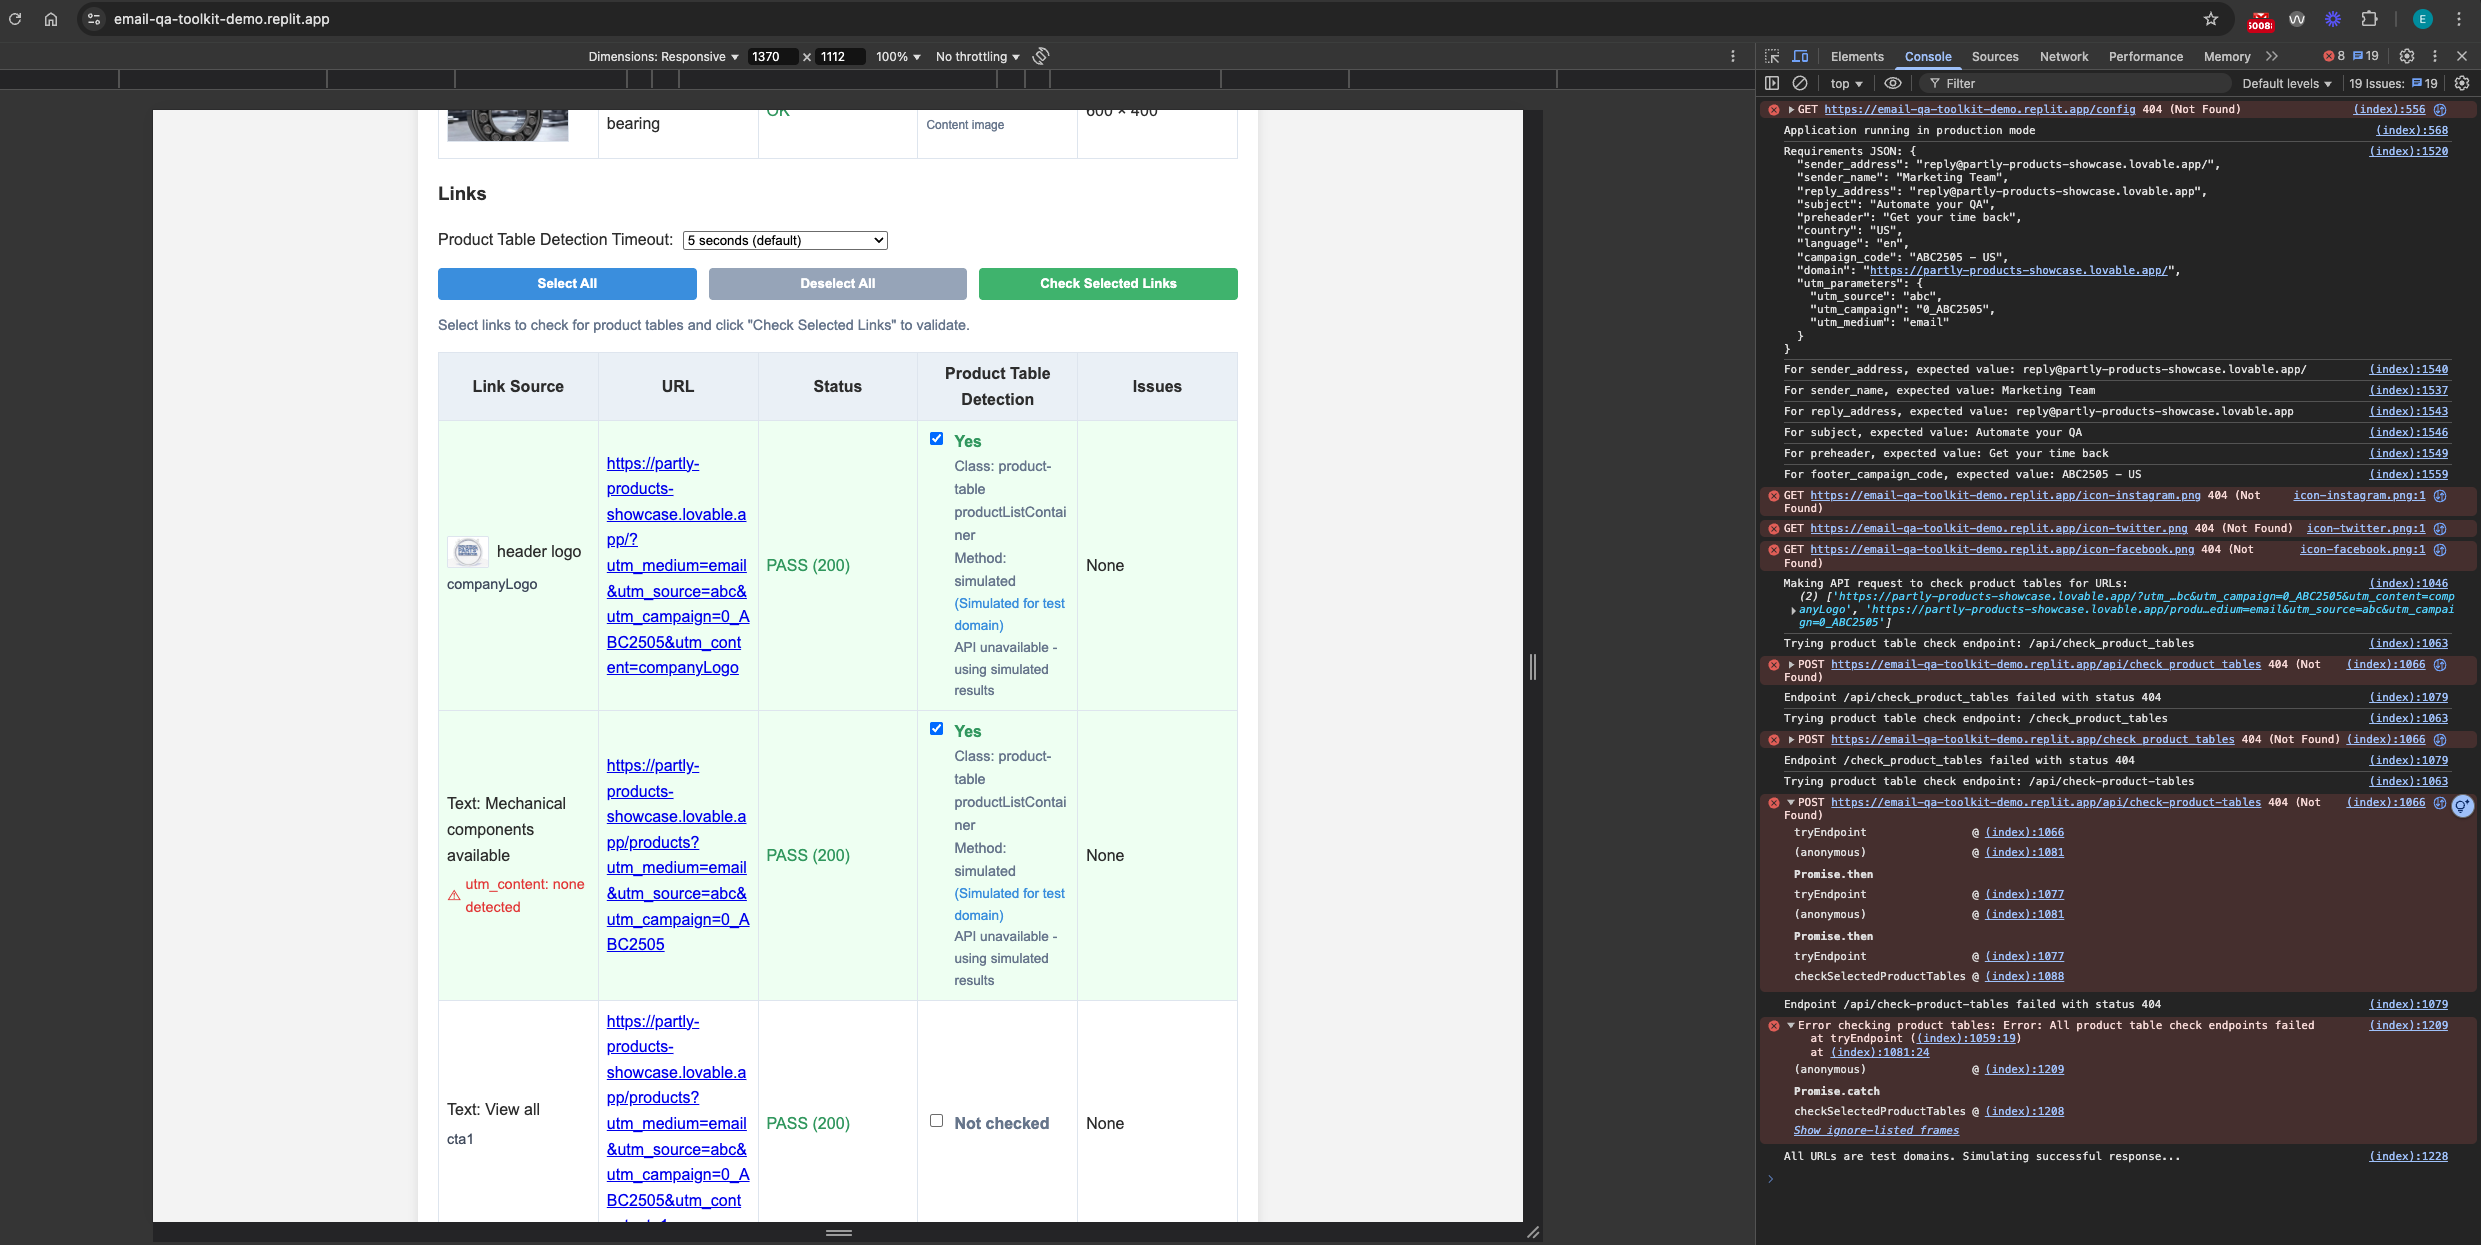 email-qa-toolkit-demo.replit.app
5008
E
Dimensions: Responsive
1370
x
1112
100%
No throttling
bearing
OK
Content image
600 × 400
Links
Product Table Detection Timeout:
5 seconds (default)
Select All
Deselect All
Check Selected Links
Select links to check for product tables and click "Check Selected Links" to validate.
Link Source
URL
Status
Product Table
Detection
Issues
header logo
companyLogo
https://partly-
products-
showcase.lovable.a
pp/?
utm_medium=email
&utm_source=abc&
utm_campaign=0_A
BC2505&utm_cont
ent=companyLogo
PASS (200)
Yes
Class: product-
table
productListContai
ner
Method:
simulated
(Simulated for test
domain)
API unavailable -
using simulated
results
None
Text: Mechanical
components
available
utm_content: none
detected
https://partly-
products-
showcase.lovable.a
pp/products?
utm_medium=email
&utm_source=abc&
utm_campaign=0_A
BC2505
PASS (200)
Yes
Class: product-
table
productListContai
ner
Method:
simulated
(Simulated for test
domain)
API unavailable -
using simulated
results
None
Text: View all
cta1
https://partly-
products-
showcase.lovable.a
pp/products?
utm_medium=email
&utm_source=abc&
utm_campaign=0_A
BC2505&utm_cont
PASS (200)
Not checked
None
Elements
Console
Sources
Network
Performance
Memory
8
19
top
Filter
Default levels
19 Issues:
19
GET https://email-qa-toolkit-demo.replit.app/config 404 (Not Found) (index):556
Application running in production mode (index):568
Requirements JSON: { (index):1520
"sender_address": "reply@partly-products-showcase.lovable.app/",
"sender_name": "Marketing Team",
"reply_address": "reply@partly-products-showcase.lovable.app",
"subject": "Automate your QA",
"preheader": "Get your time back",
"country": "US",
"language": "en",
"campaign_code": "ABC2505 - US",
"domain": "https://partly-products-showcase.lovable.app/",
"utm_parameters": {
"utm_source": "abc",
"utm_campaign": "0_ABC2505",
"utm_medium": "email"
}
}
For sender_address, expected value: reply@partly-products-showcase.lovable.app/ (index):1540
For sender_name, expected value: Marketing Team (index):1537
For reply_address, expected value: reply@partly-products-showcase.lovable.app (index):1543
For subject, expected value: Automate your QA (index):1546
For preheader, expected value: Get your time back (index):1549
For footer_campaign_code, expected value: ABC2505 - US (index):1559
GET https://email-qa-toolkit-demo.replit.app/icon-instagram.png 404 (Not icon-instagram.png:1
Found)
GET https://email-qa-toolkit-demo.replit.app/icon-twitter.png 404 (Not Found) icon-twitter.png:1
GET https://email-qa-toolkit-demo.replit.app/icon-facebook.png 404 (Not icon-facebook.png:1
Found)
Making API request to check product tables for URLs: (index):1046
(2) ['https://partly-products-showcase.lovable.app/?utm_…bc&utm_campaign=0_ABC2505&utm_content=comp
anyLogo', 'https://partly-products-showcase.lovable.app/produ…edium=email&utm_source=abc&utm_campai
gn=0_ABC2505']
Trying product table check endpoint: /api/check_product_tables (index):1063
POST https://email-qa-toolkit-demo.replit.app/api/check_product_tables 404 (Not (index):1066
Found)
Endpoint /api/check_product_tables failed with status 404 (index):1079
Trying product table check endpoint: /check_product_tables (index):1063
POST https://email-qa-toolkit-demo.replit.app/check_product_tables 404 (Not Found) (index):1066
Endpoint /check_product_tables failed with status 404 (index):1079
Trying product table check endpoint: /api/check-product-tables (index):1063
POST https://email-qa-toolkit-demo.replit.app/api/check-product-tables 404 (Not (index):1066
Found)
tryEndpoint @ (index):1066
(anonymous) @ (index):1081
Promise.then
tryEndpoint @ (index):1077
(anonymous) @ (index):1081
Promise.then
tryEndpoint @ (index):1077
checkSelectedProductTables @ (index):1088
Endpoint /api/check-product-tables failed with status 404 (index):1079
Error checking product tables: Error: All product table check endpoints failed (index):1209
at tryEndpoint ((index):1059:19)
at (index):1081:24
(anonymous) @ (index):1209
Promise.catch
checkSelectedProductTables @ (index):1208
Show ignore-listed frames
All URLs are test domains. Simulating successful response... (index):1228